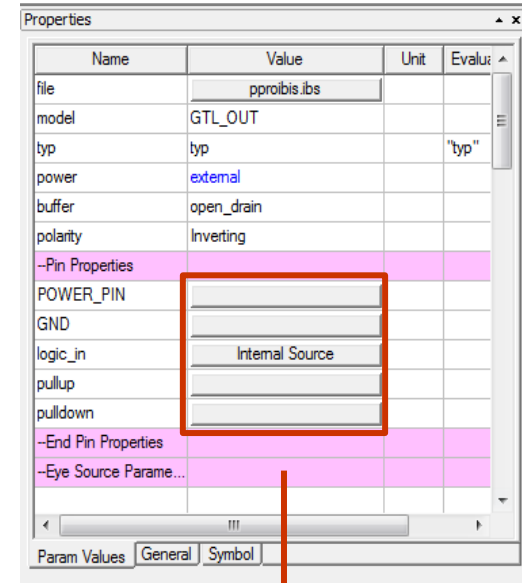 Properties
Name Value Unit Evalua
file pproibis.ibs
model GTL_OUT
typ typ "typ"
power external
buffer open_drain
polarity Inverting
--Pin Properties
POWER_PIN
GND
logic_in Internal Source
pullup
pulldown
--End Pin Properties
--Eye Source Parame...
Param Values General Symbol